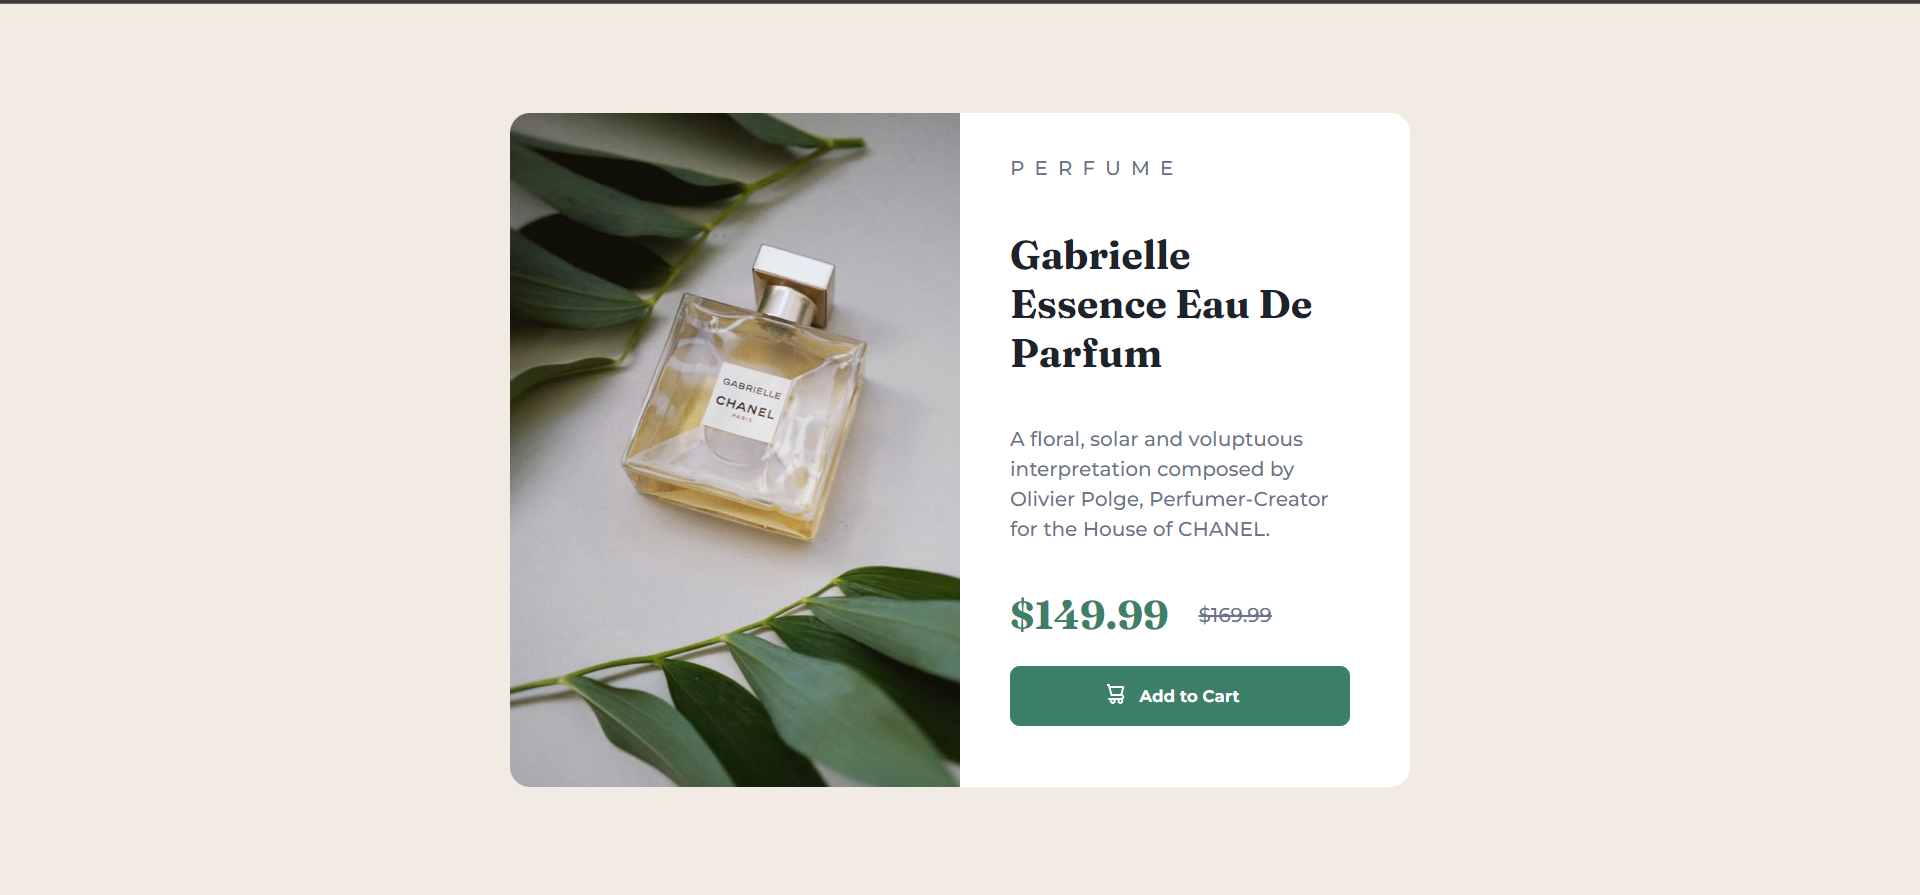 GABRIELLE
CHANEL
PARIS
PERFUME
Gabrielle
Essence Eau De
Parfum
A floral, solar and voluptuous
interpretation composed by
Olivier Polge, Perfumer-Creator
for the House of CHANEL.
$149.99 $169.99
Add to Cart